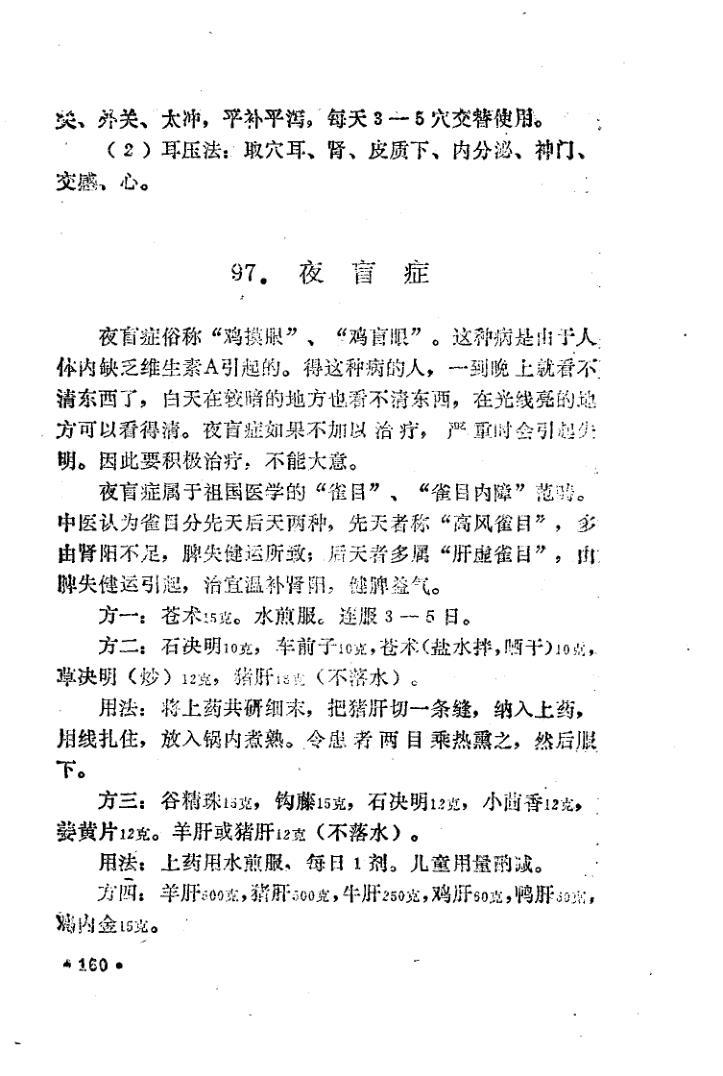 关、外关、太冲，平补平泻，每天3—5穴交替使用。
（2）耳压法：取穴耳、肾、皮质下、内分泌、神门、
交感、心。
97．夜盲症
夜盲症俗称“鸡摸眼”、“鸡盲眼”。这种病是由于人
体内缺乏维生素A引起的。得这种病的人，一到晚上就看不
清东西了，白天在较暗的地方也看不清东西，在光线亮的地
方可以看得清。夜盲症如果不加以治疗，严重时会引起失
明。因此要积极治疗，不能大意。
夜盲症属于祖国医学的“雀目”、“雀目内障”范畴。
中医认为雀目分先天后天两种，先天者称“高风雀目”，多
由肾阳不足，脾失健运所致；后天者多属“肝虚雀目”，由
脾失健运引起，治宜温补肾阳，健脾益气。
方一：苍术15克。水煎服。连服3—5日。
方二：石决明10克，车前子10克，苍术（盐水拌，晒干）10克，
草决明（炒）12克，猪肝克（不落水）。
用法：将上药共研细末，把猪肝切一条缝，纳入上药，
用线扎住，放入锅内煮熟。令患者两目乘热熏之，然后服
下。
方三：谷精珠15克，钩藤15克，石决明12克，小茴香12克，
姜黄片12克。羊肝或猪肝12克（不落水）。
用法：上药用水煎服、每日1剂。儿童用量酌减。
方四：羊肝500克，猪肝500克，牛肝250克，鸡肝60克，鸭肝克，
鸡内金15克。
160